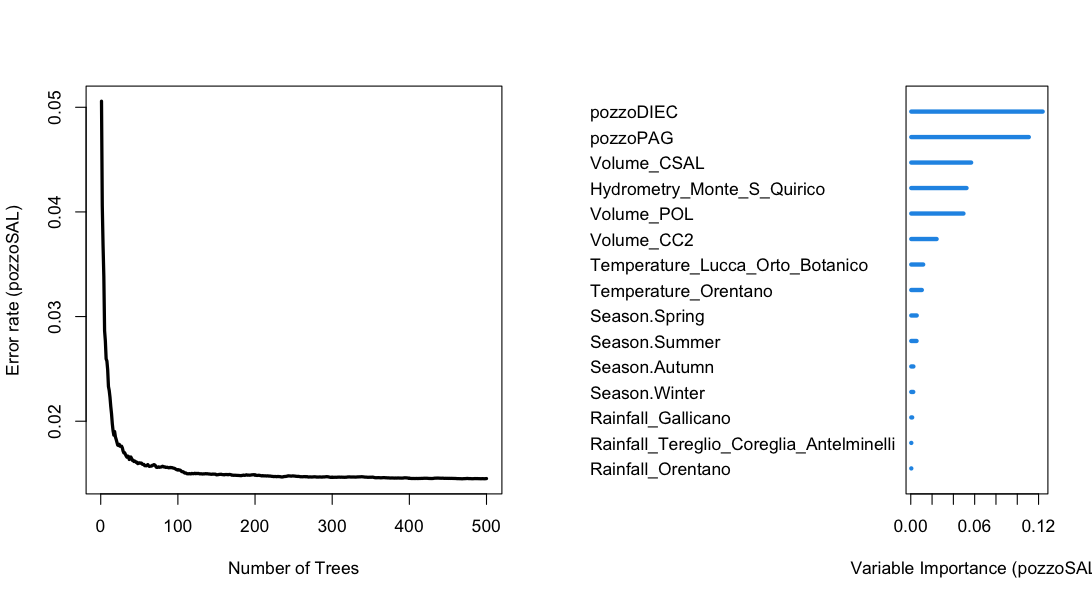 Error rate (pozzoSAL)
0.05
0.04
0.03
0.02
0
100
200
300
400
500
Number of Trees
pozzoDIEC
pozzoPAG
Volume_CSAL
Hydrometry_Monte_S_Quirico
Volume_POL
Volume_CC2
Temperature_Lucca_Orto_Botanico
Temperature_Orentano
Season.Spring
Season.Summer
Season.Autumn
Season.Winter
Rainfall_Gallicano
Rainfall_Tereglio_Coreglia_Antelminelli
Rainfall_Orentano
0.00
0.06
0.12
Variable Importance (pozzoSAL